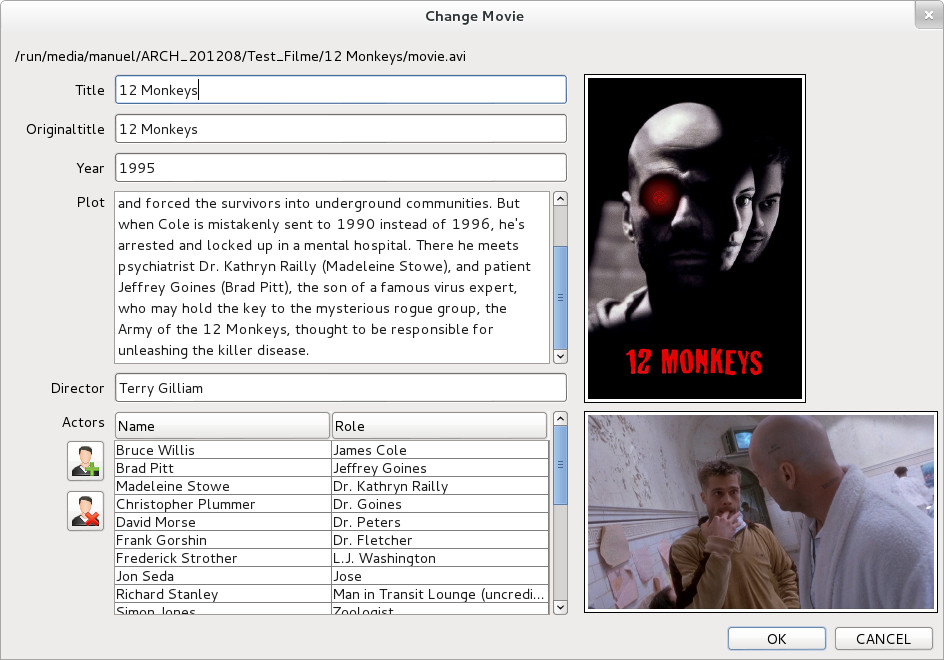 Change Movie
/run/media/manuel/ARCH_201208/Test_Filme/12 Monkeys/movie.avi
Title
12 Monkeys
Originaltitle
12 Monkeys
Year
1995
Plot
and forced the survivors into underground communities. But
when Cole is mistakenly sent to 1990 instead of 1996, he's
arrested and locked up in a mental hospital. There he meets
psychiatrist Dr. Kathryn Railly (Madeleine Stowe), and patient
Jeffrey Goines (Brad Pitt), the son of a famous virus expert,
who may hold the key to the mysterious rogue group, the
Army of the 12 Monkeys, thought to be responsible for
unleashing the killer disease.
Director
Terry Gilliam
Actors
Name Role
Bruce Willis James Cole
Brad Pitt Jeffrey Goines
Madeleine Stowe Dr. Kathryn Railly
Christopher Plummer Dr. Goines
David Morse Dr. Peters
Frank Gorshin Dr. Fletcher
Frederick Strother L.J. Washington
Jon Seda Jose
Richard Stanley Man in Transit Lounge (uncredi...
Simon Jones Zoologist
12 MONKEYS
OK
CANCEL